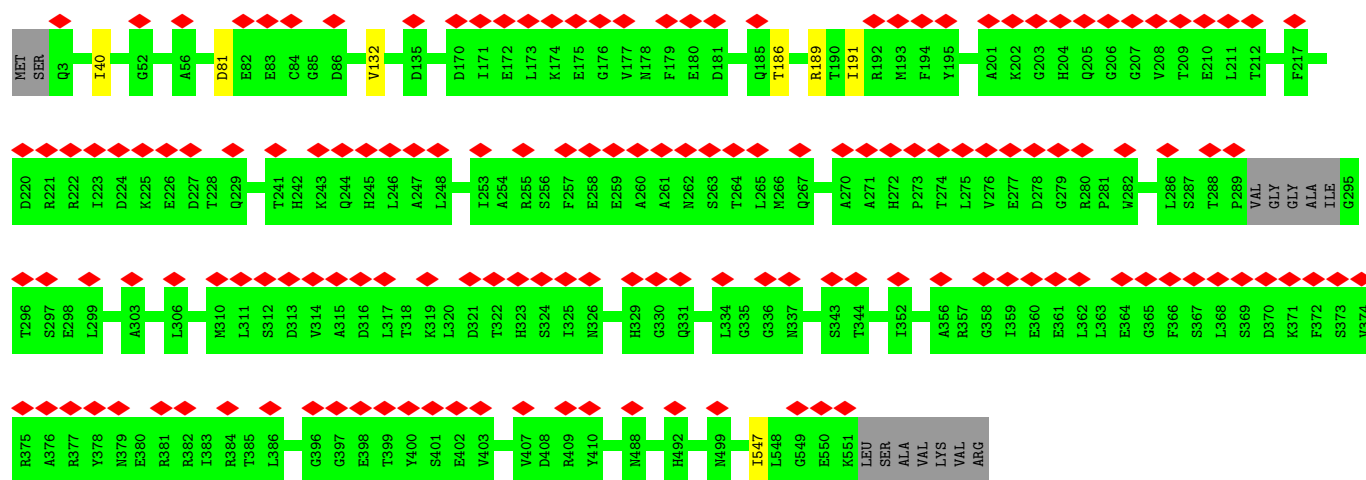 MET SER Q3 I40 G52 A56 D81 E82 E83 C84 G85 D86 V132 D135 D170 I171 E172 L173 K174 E175 G176 V177 N178 F179 E180 D181 Q185 T186 R189 T190 I191 R192 M193 F194 Y195 A201 K202 G203 H204 Q205 G206 G207 V208 T209 E210 L211 T212 F217
D220 R221 R222 I223 D224 K225 E226 D227 T228 Q229 T241 H242 K243 Q244 H245 L246 A247 L248 I253 A254 R255 S256 F257 E258 E259 A260 A261 N262 S263 T264 L265 M266 Q267 A270 A271 H272 P273 T274 L275 V276 E277 D278 G279 R280 P281 W282 L286 S287 T288 P289 VAL GLY GLY ALA ILE G295
T296 S297 E298 L299 A303 L306 M310 L311 S312 D313 V314 A315 D316 L317 T318 K319 L320 D321 T322 H323 S324 I325 N326 H329 G330 Q331 L334 G335 G336 N337 S343 T344 I352 A356 R357 G358 I359 E360 E361 L362 L363 E364 G365 F366 S367 L368 S369 D370 K371 F372 S373 V374
R375 A376 R377 Y378 N379 E380 R381 R382 I383 R384 T385 L386 G396 G397 E398 T399 Y400 S401 E402 V403 V407 D408 R409 Y410 N488 H492 N499 I547 L548 G549 E550 K551 LEU SER ALA VAL LYS VAL ARG